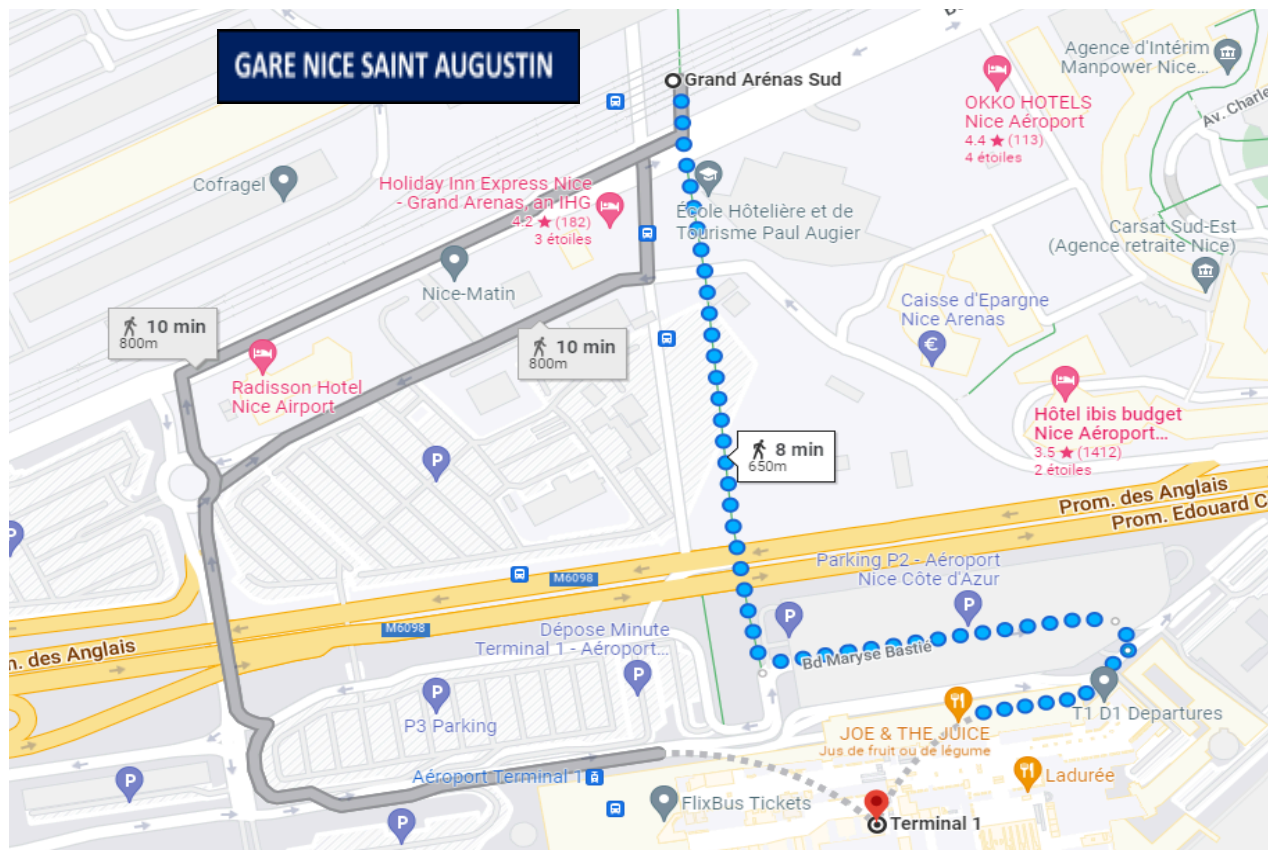 GARE NICE SAINT AUGUSTIN
Grand Arénas Sud
Agence d'Intérim
Manpower Nice...
OKKO HOTELS
Nice Aéroport
4.4 ★ (113)
4 étoiles
Av. Charle
Cofragel
Holiday Inn Express Nice
- Grand Arenas, an IHG
4.2 ★ (182)
3 étoiles
École Hôtelière et de
Tourisme Paul Augier
Carsat Sud-Est
(Agence retraite Nice)
Nice-Matin
Caisse d'Epargne
Nice Arenas
€
10 min
800m
10 min
800m
Radisson Hotel
Nice Airport
Hôtel ibis budget
Nice Aéroport...
3.5 ★ (1412)
2 étoiles
P
8 min
650m
Prom. des Anglais
Prom. Edouard C
P
M6098
Parking P2 - Aéroport
Nice Côte d'Azur
P
P
M6098
Dépose Minute
Terminal 1 - Aéroport...
P
n. des Anglais
Bd Maryse Bastié
P
P3 Parking
T1 D1 Departures
JOE & THE JUICE
Jus de fruit ou de légume
Aéroport Terminal 1
Ladurée
P
FlixBus Tickets
P
Terminal 1